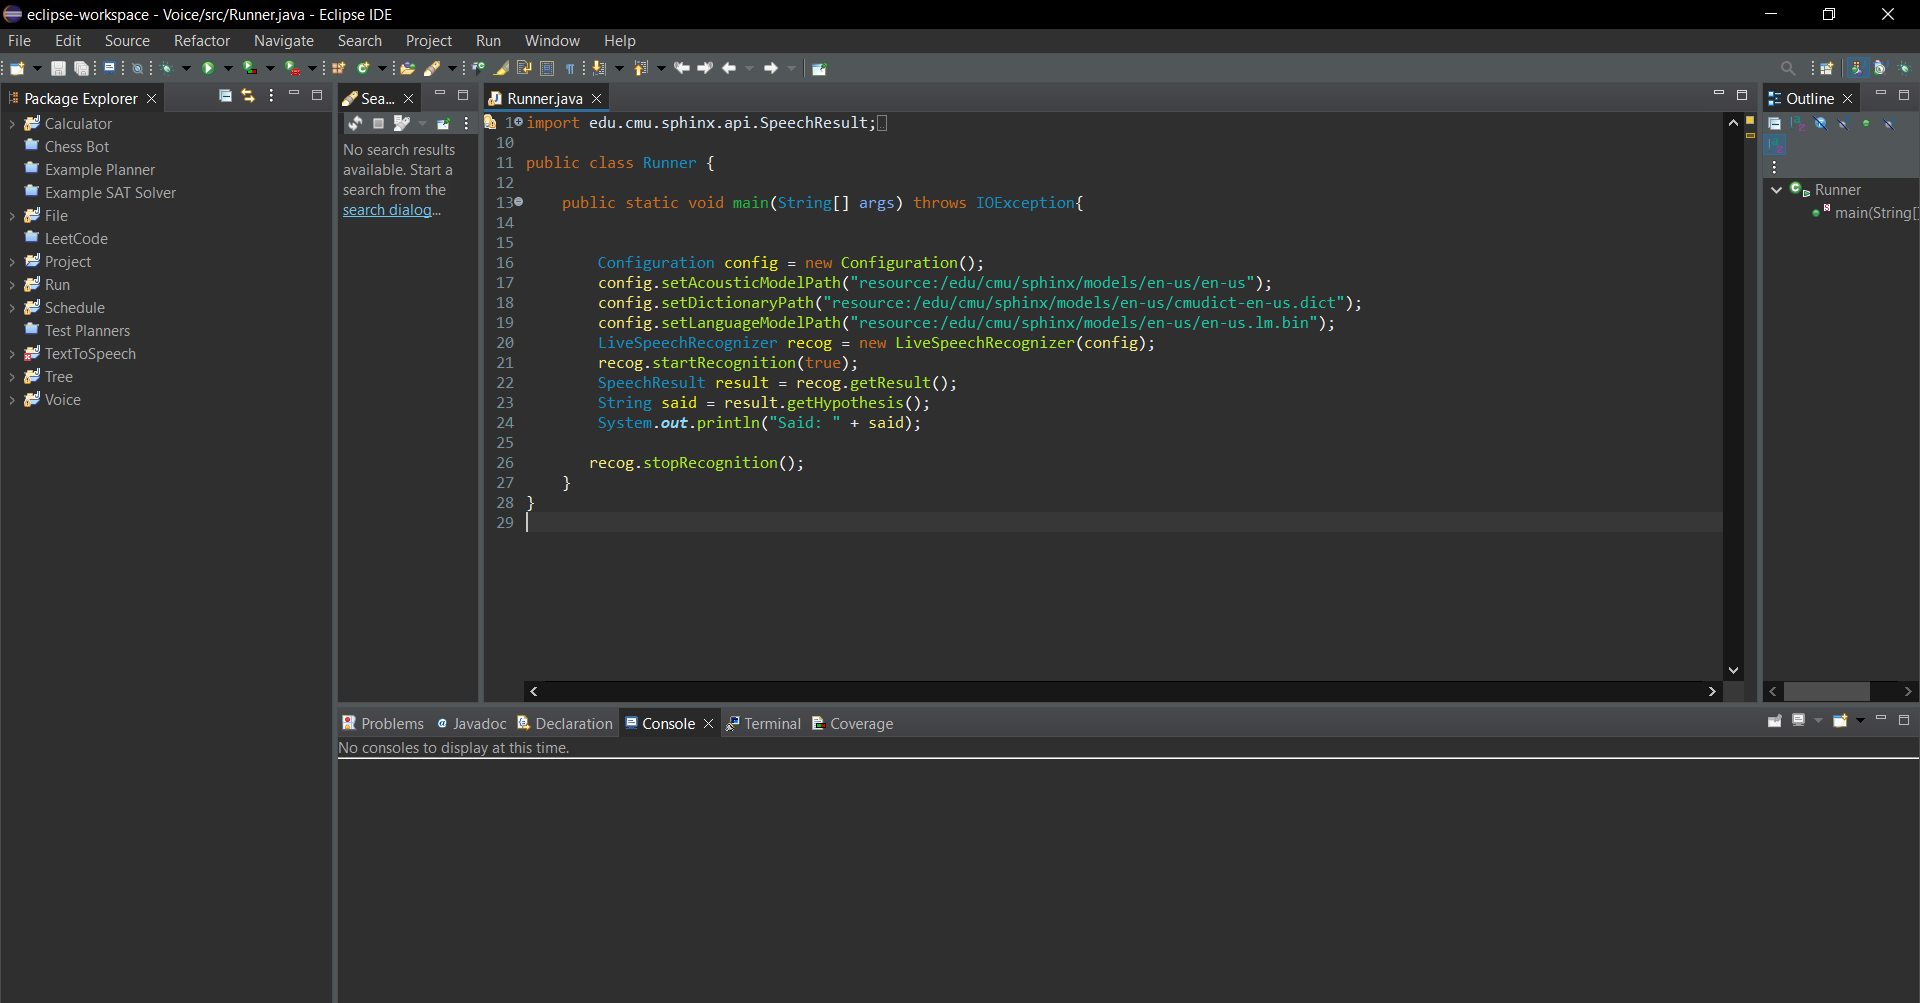 eclipse-workspace - Voice/src/Runner.java - Eclipse IDE
File Edit Source Refactor Navigate Search Project Run Window Help
Package Explorer
Calculator
Chess Bot
Example Planner
Example SAT Solver
File
LeetCode
Project
Run
Schedule
Test Planners
TextToSpeech
Tree
Voice
Sea...
No search results
available. Start a
search from the
search dialog...
Runner.java
1 import edu.cmu.sphinx.api.SpeechResult;
10
11 public class Runner {
12
13 public static void main(String[] args) throws IOException{
14
15
16 Configuration config = new Configuration();
17 config.setAcousticModelPath("resource:/edu/cmu/sphinx/models/en-us/en-us");
18 config.setDictionaryPath("resource:/edu/cmu/sphinx/models/en-us/cmudict-en-us.dict");
19 config.setLanguageModelPath("resource:/edu/cmu/sphinx/models/en-us/en-us.lm.bin");
20 LiveSpeechRecognizer recog = new LiveSpeechRecognizer(config);
21 recog.startRecognition(true);
22 SpeechResult result = recog.getResult();
23 String said = result.getHypothesis();
24 System.out.println("Said: " + said);
25
26 recog.stopRecognition();
27 }
28 }
29
Outline
Runner
main(String[
Problems Javadoc Declaration Console Terminal Coverage
No consoles to display at this time.